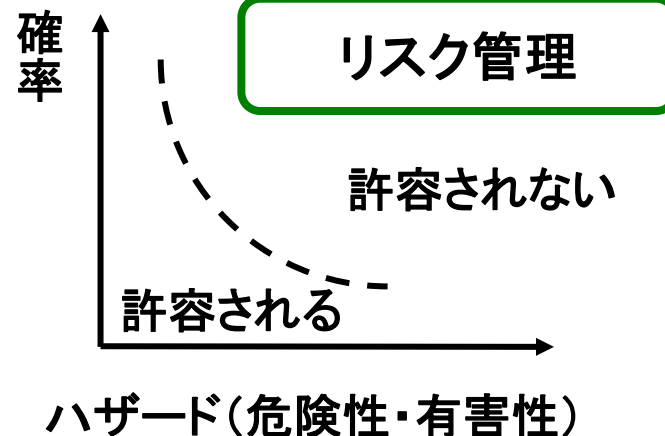 確率
リスク管理
許容されない
許容される
ハザード（危険性・有害性）